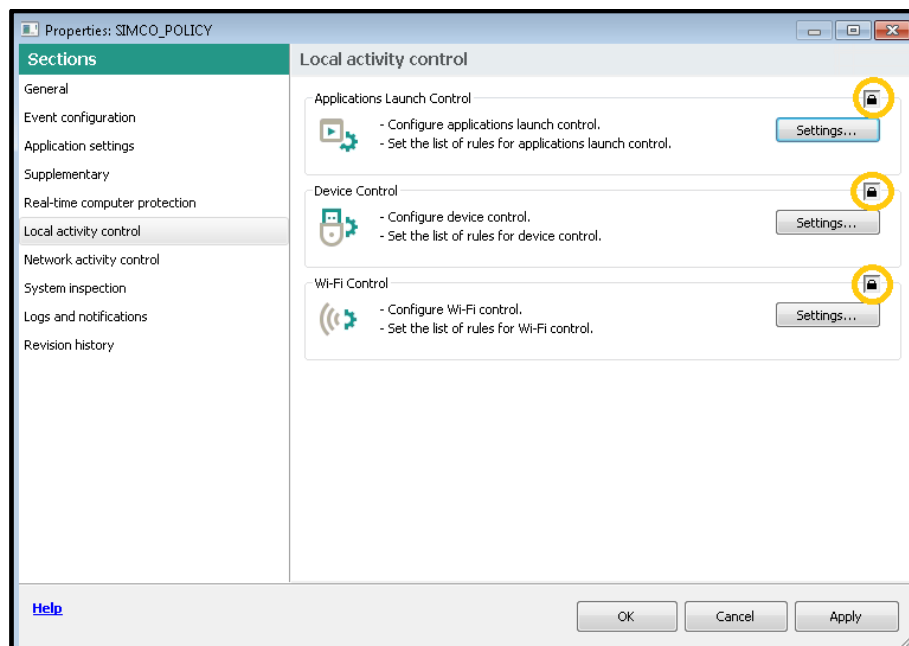 Properties: SIMCO_POLICY
Sections
General
Event configuration
Application settings
Supplementary
Real-time computer protection
Local activity control
Network activity control
System inspection
Logs and notifications
Revision history
Local activity control
Applications Launch Control
- Configure applications launch control.
- Set the list of rules for applications launch control.
Settings...
Device Control
- Configure device control.
- Set the list of rules for device control.
Settings...
Wi-Fi Control
- Configure Wi-Fi control.
- Set the list of rules for Wi-Fi control.
Settings...
Help
OK
Cancel
Apply